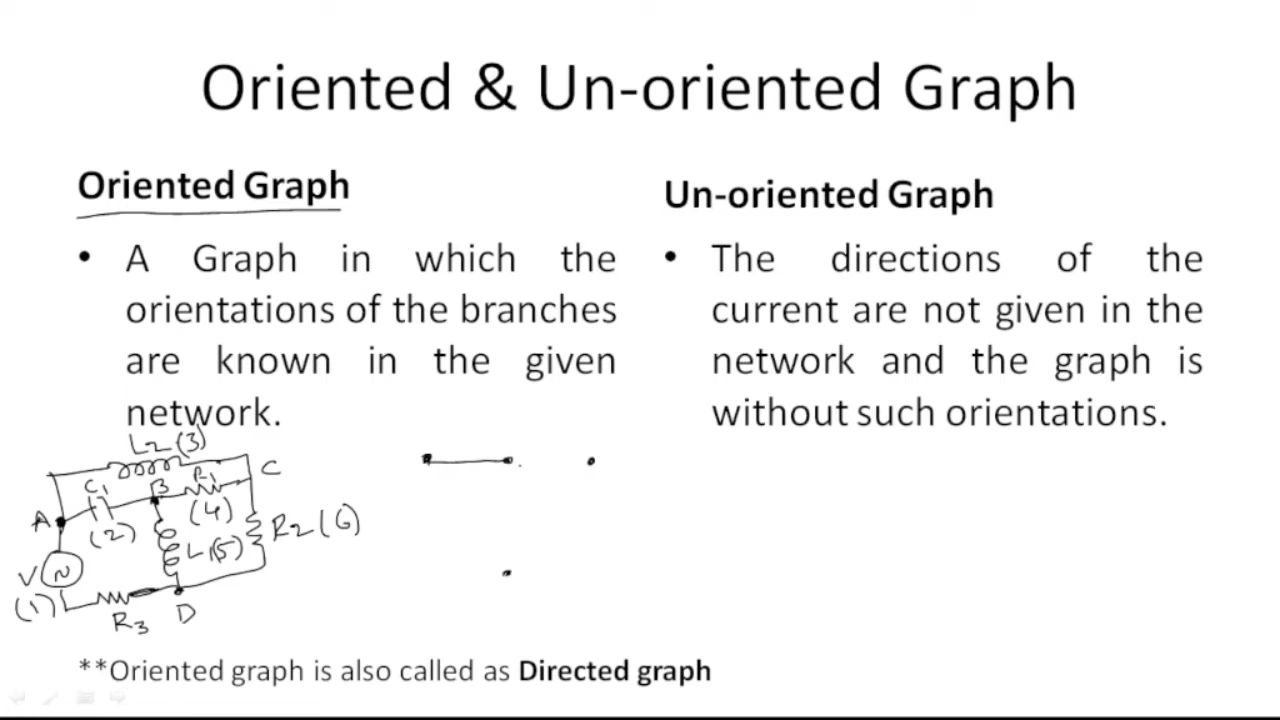 Oriented & Un-oriented Graph
Oriented Graph
• A Graph in which the
orientations of the branches
are known in the given
network.
Un-oriented Graph
• The directions of the
current are not given in the
network and the graph is
without such orientations.
L2 (3)
C1
B
R1
C
A
(2)
(4)
R2 (6)
L1(5)
V
N
(1)
R3
D
**Oriented graph is also called as Directed graph